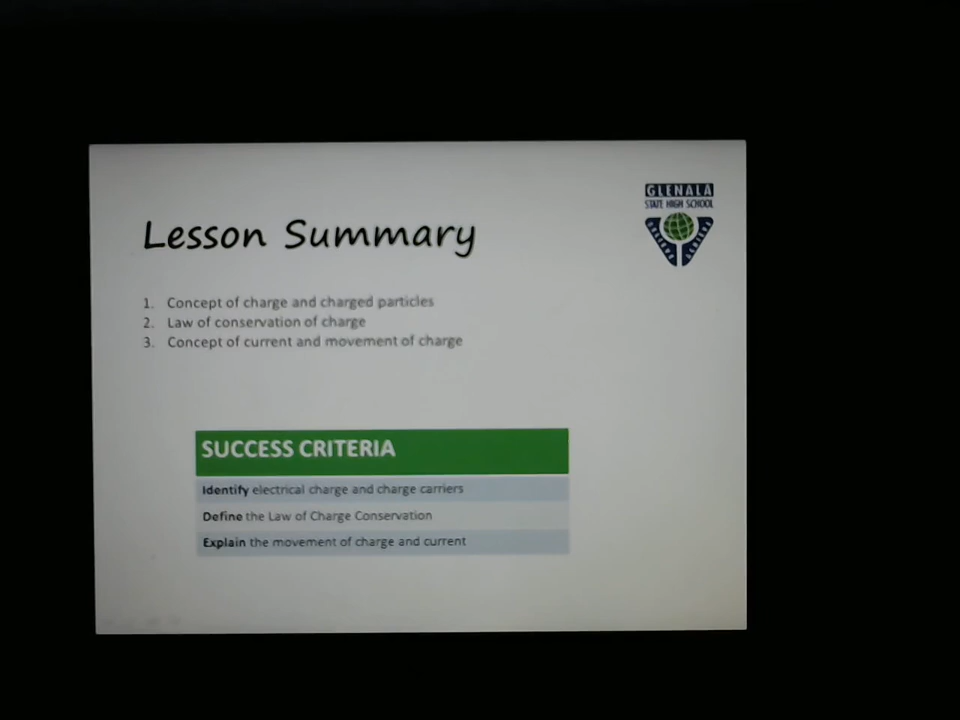 GLENALA
STATE HIGH SCHOOL
BELIEVE ACHIEVE
Lesson Summary
1. Concept of charge and charged particles
2. Law of conservation of charge
3. Concept of current and movement of charge
SUCCESS CRITERIA
Identify electrical charge and charge carriers
Define the Law of Charge Conservation
Explain the movement of charge and current